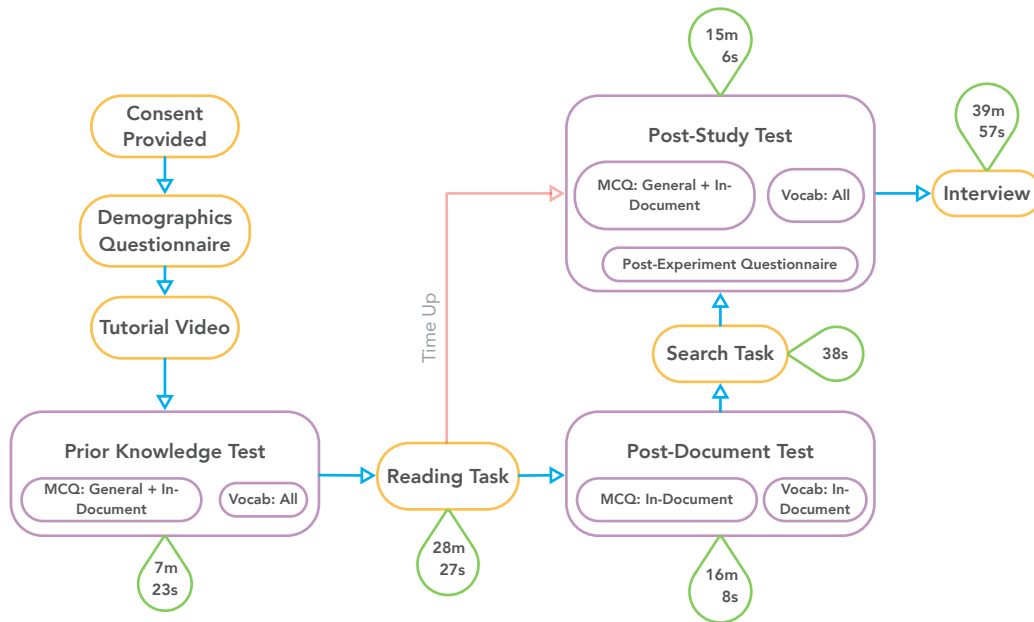 Consent
Provided
Demographics
Questionnaire
Tutorial Video
Prior Knowledge Test
MCQ: General + In-
Document
Vocab: All
7m
23s
Reading Task
28m
27s
Time Up
Post-Document Test
MCQ: In-Document
Vocab: In-
Document
16m
8s
Search Task
38s
15m
6s
Post-Study Test
MCQ: General + In-
Document
Vocab: All
Post-Experiment Questionnaire
39m
57s
Interview